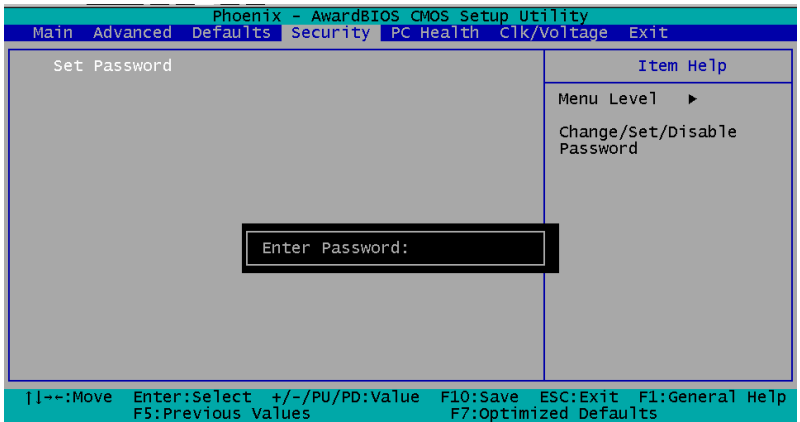 Phoenix - AwardBIOS CMOS Setup Utility
Main Advanced Defaults Security PC Health Clk/Voltage Exit
Set Password
Item Help
Menu Level ▶
Change/Set/Disable
Password
Enter Password:
↑↓→←:Move Enter:Select +/-/PU/PD:Value F10:Save ESC:Exit F1:General Help
F5:Previous Values F7:Optimized Defaults